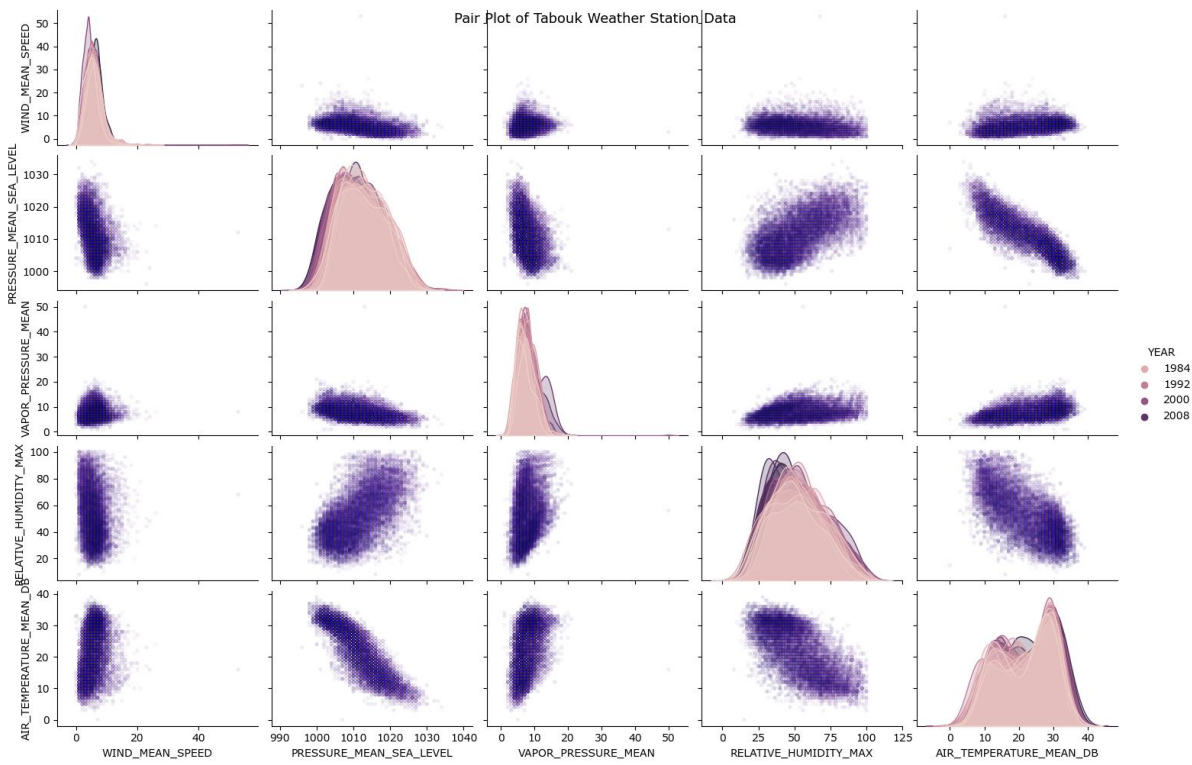 Pair Plot of Tabouk Weather Station Data
WIND_MEAN_SPEED
50
40
30
20
10
0
PRESSURE_MEAN_SEA_LEVEL
1030
1020
1010
1000
VAPOR_PRESSURE_MEAN
50
40
30
20
10
0
YEAR
1984
1992
2000
2008
RELATIVE_HUMIDITY_MAX
100
80
60
40
20
AIR_TEMPERATURE_MEAN_DB
40
30
20
10
0
0 20 40
990 1000 1010 1020 1030 1040
0 10 20 30 40 50
0 25 50 75 100 125
0 10 20 30 40
WIND_MEAN_SPEED
PRESSURE_MEAN_SEA_LEVEL
VAPOR_PRESSURE_MEAN
RELATIVE_HUMIDITY_MAX
AIR_TEMPERATURE_MEAN_DB